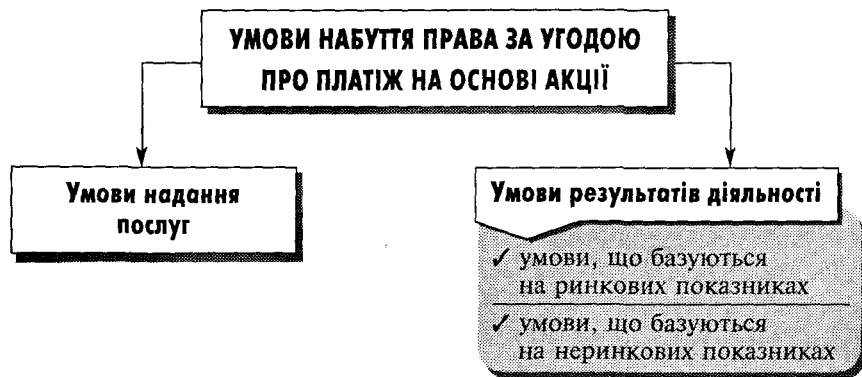 УМОВИ НАБУТТЯ ПРАВА ЗА УГОДОЮ
ПРО ПЛАТІЖ НА ОСНОВІ АКЦІЇ
Умови надання
послуг
Умови результатів діяльності
✓ умови, що базуються
на ринкових показниках
✓ умови, що базуються
на неринкових показниках